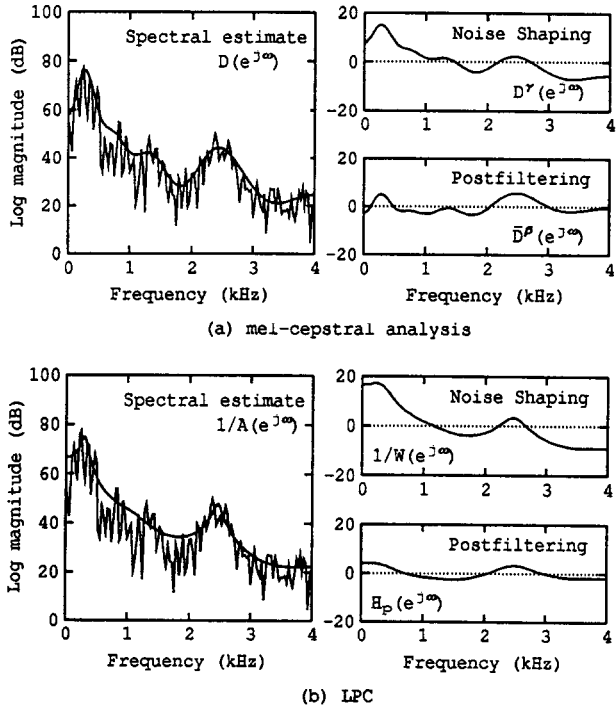 100
80
60
40
20
0
Log magnitude (dB)
Spectral estimate
D(e^jω)
0 1 2 3 4
Frequency (kHz)
20
0
-20
Noise Shaping
D^γ(e^jω)
0 1 2 3 4
20
0
-20
Postfiltering
D̄^β(e^jω)
0 1 2 3 4
Frequency (kHz)
(a) mel-cepstral analysis
100
80
60
40
20
0
Log magnitude (dB)
Spectral estimate
1/A(e^jω)
0 1 2 3 4
Frequency (kHz)
20
0
-20
Noise Shaping
1/W(e^jω)
0 1 2 3 4
20
0
-20
Postfiltering
H_p(e^jω)
0 1 2 3 4
Frequency (kHz)
(b) LPC